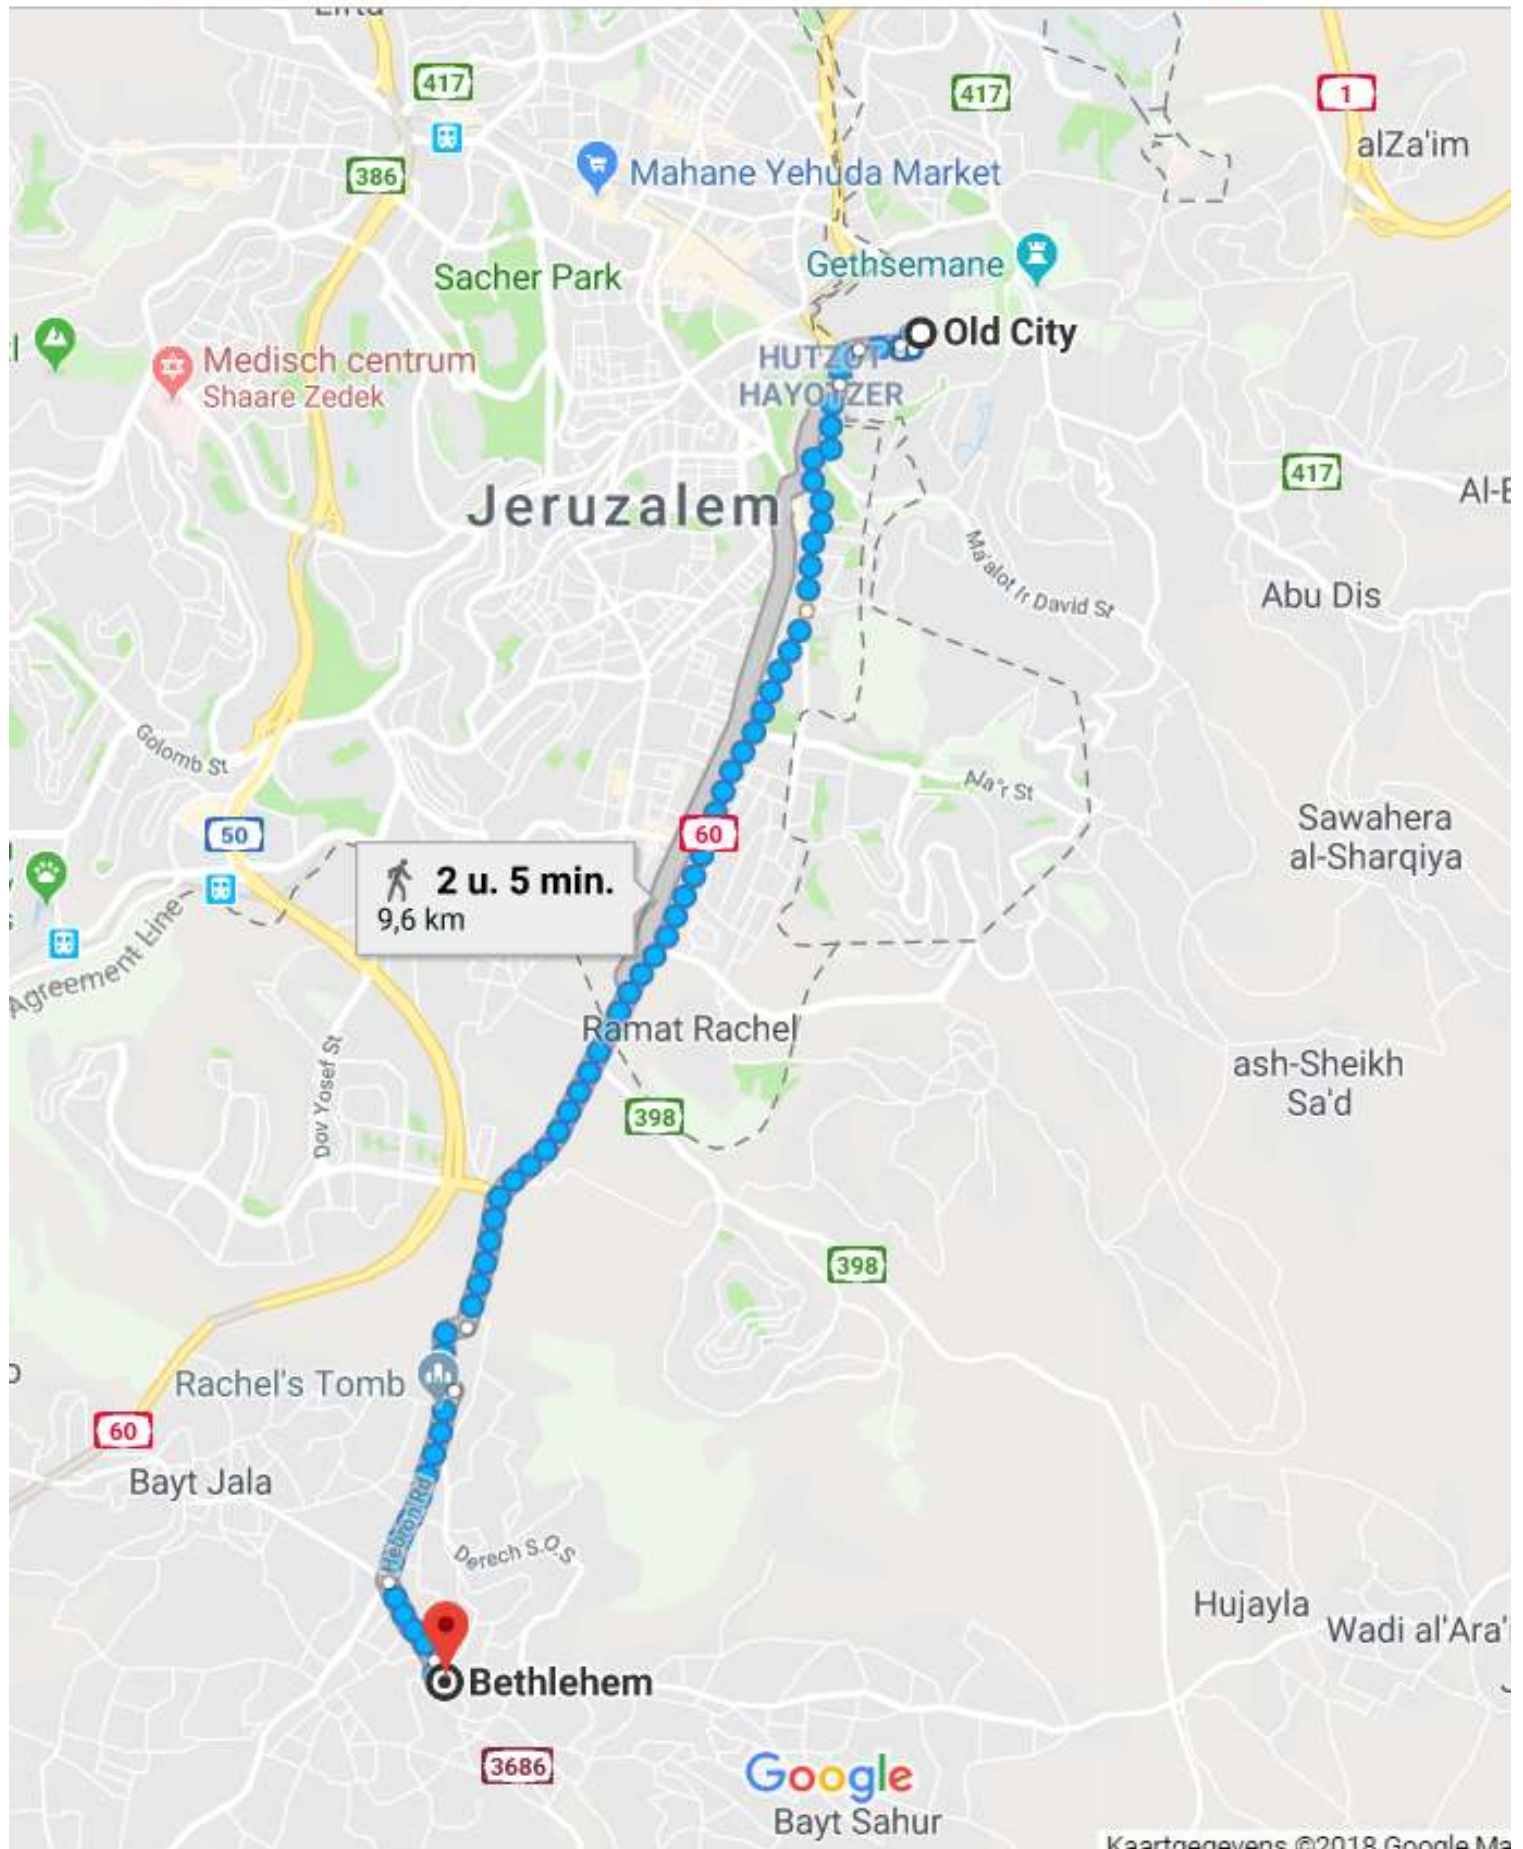 417
417
1
alZa'im
386
Mahane Yehuda Market
Gethsemane
Sacher Park
Old City
HUTZOT
HAYOTZER
Medisch centrum
Shaare Zedek
417
Jeruzalem
Ma'alot Ir David St
Abu Dis
Golomb St
50
60
Sawahera
al-Sharqiya
2 u. 5 min.
9,6 km
Agreement Line
Ramat Rachel
Dov Yosef St
398
ash-Sheikh
Sa'd
398
Rachel's Tomb
60
Bayt Jala
Hebron Rd
Derech S.O.S
Hujayla
Wadi al'Ara'
Bethlehem
3686
Google
Bayt Sahur
Kaartgegevens ©2018 Google